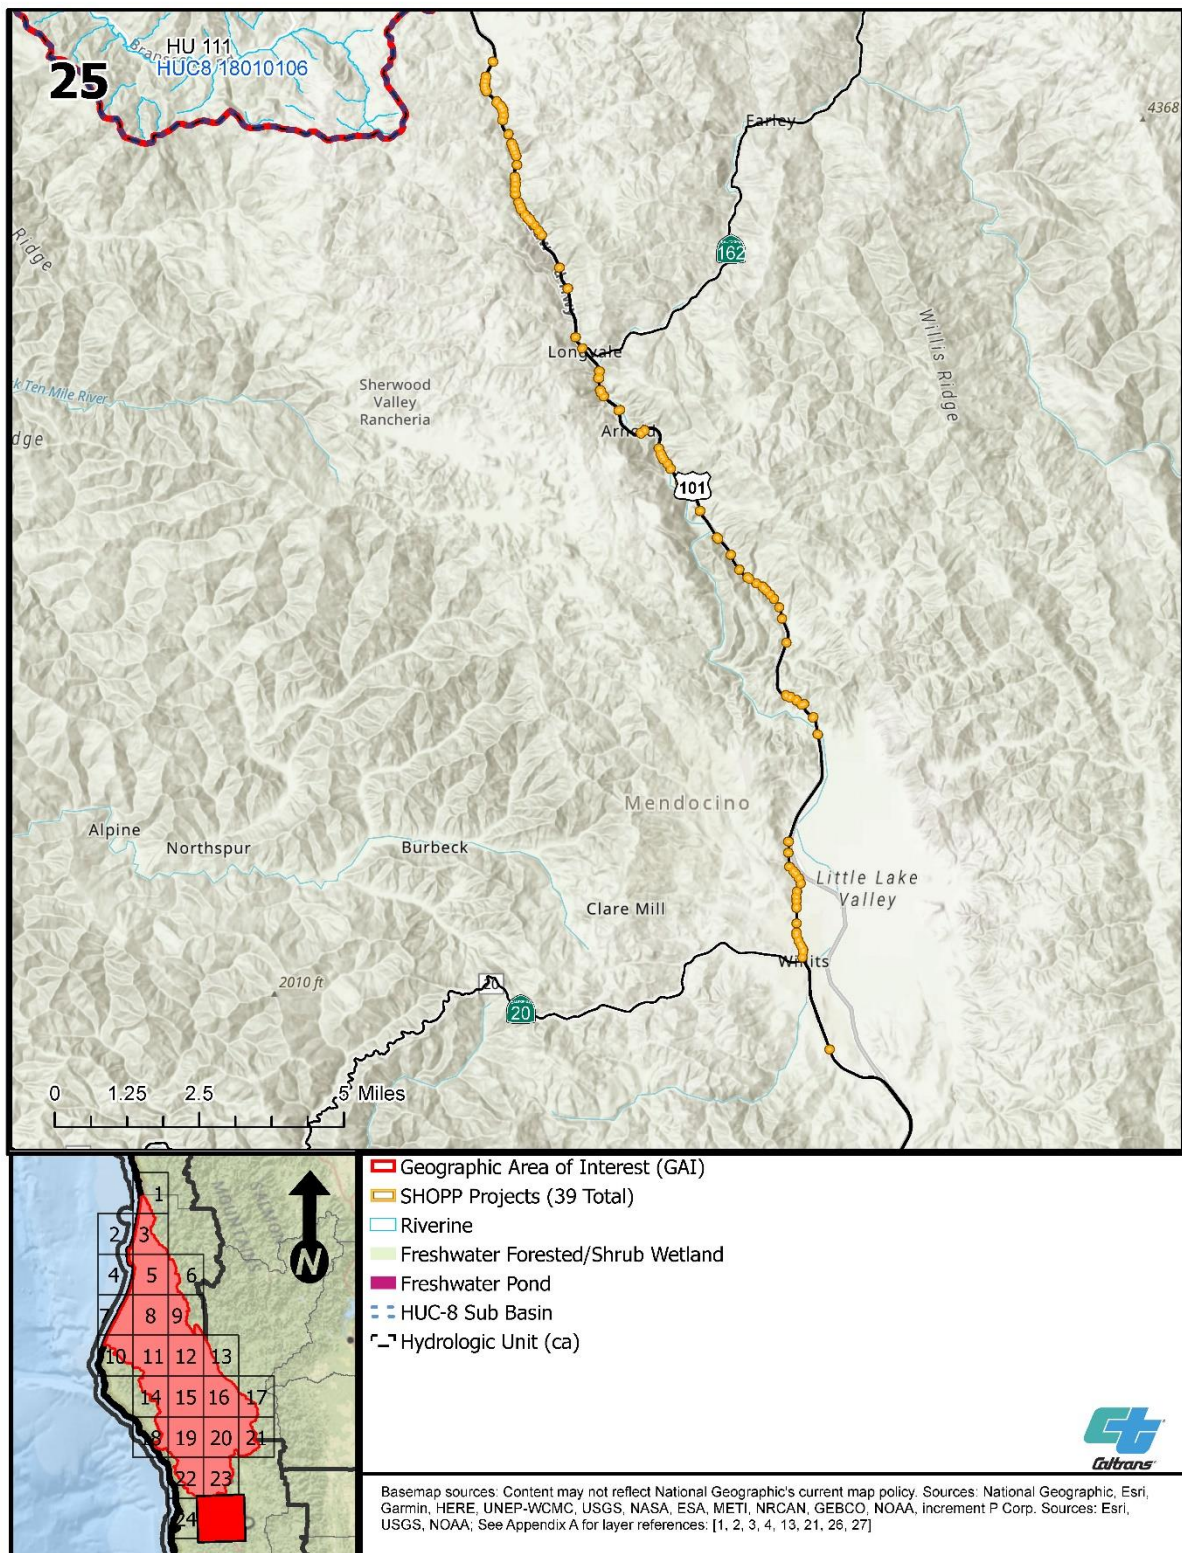 HU 111
Bran
HUC8 18010106
25
4368
Farley
Ridge
162
Willis Ridge
Longvale
k Ten Mile River
Sherwood
Valley
Rancheria
dge
Arnold
101
Mendocino
Alpine
Northspur
Burbeck
Little Lake
Valley
Clare Mill
Willits
2010 ft
20
20
0 1.25 2.5 5 Miles
Geographic Area of Interest (GAI)
SHOPP Projects (39 Total)
Riverine
Freshwater Forested/Shrub Wetland
Freshwater Pond
HUC-8 Sub Basin
Hydrologic Unit (ca)
1
2 3
4 5 6
7 8 9
10 11 12 13
14 15 16 17
18 19 20 21
22 23
24
MOUNTAINS
SALMON
N
Caltrans
Basemap sources: Content may not reflect National Geographic's current map policy. Sources: National Geographic, Esri,
Garmin, HERE, UNEP-WCMC, USGS, NASA, ESA, METI, NRCAN, GEBCO, NOAA, increment P Corp. Sources: Esri,
USGS, NOAA; See Appendix A for layer references: [1, 2, 3, 4, 13, 21, 26, 27]